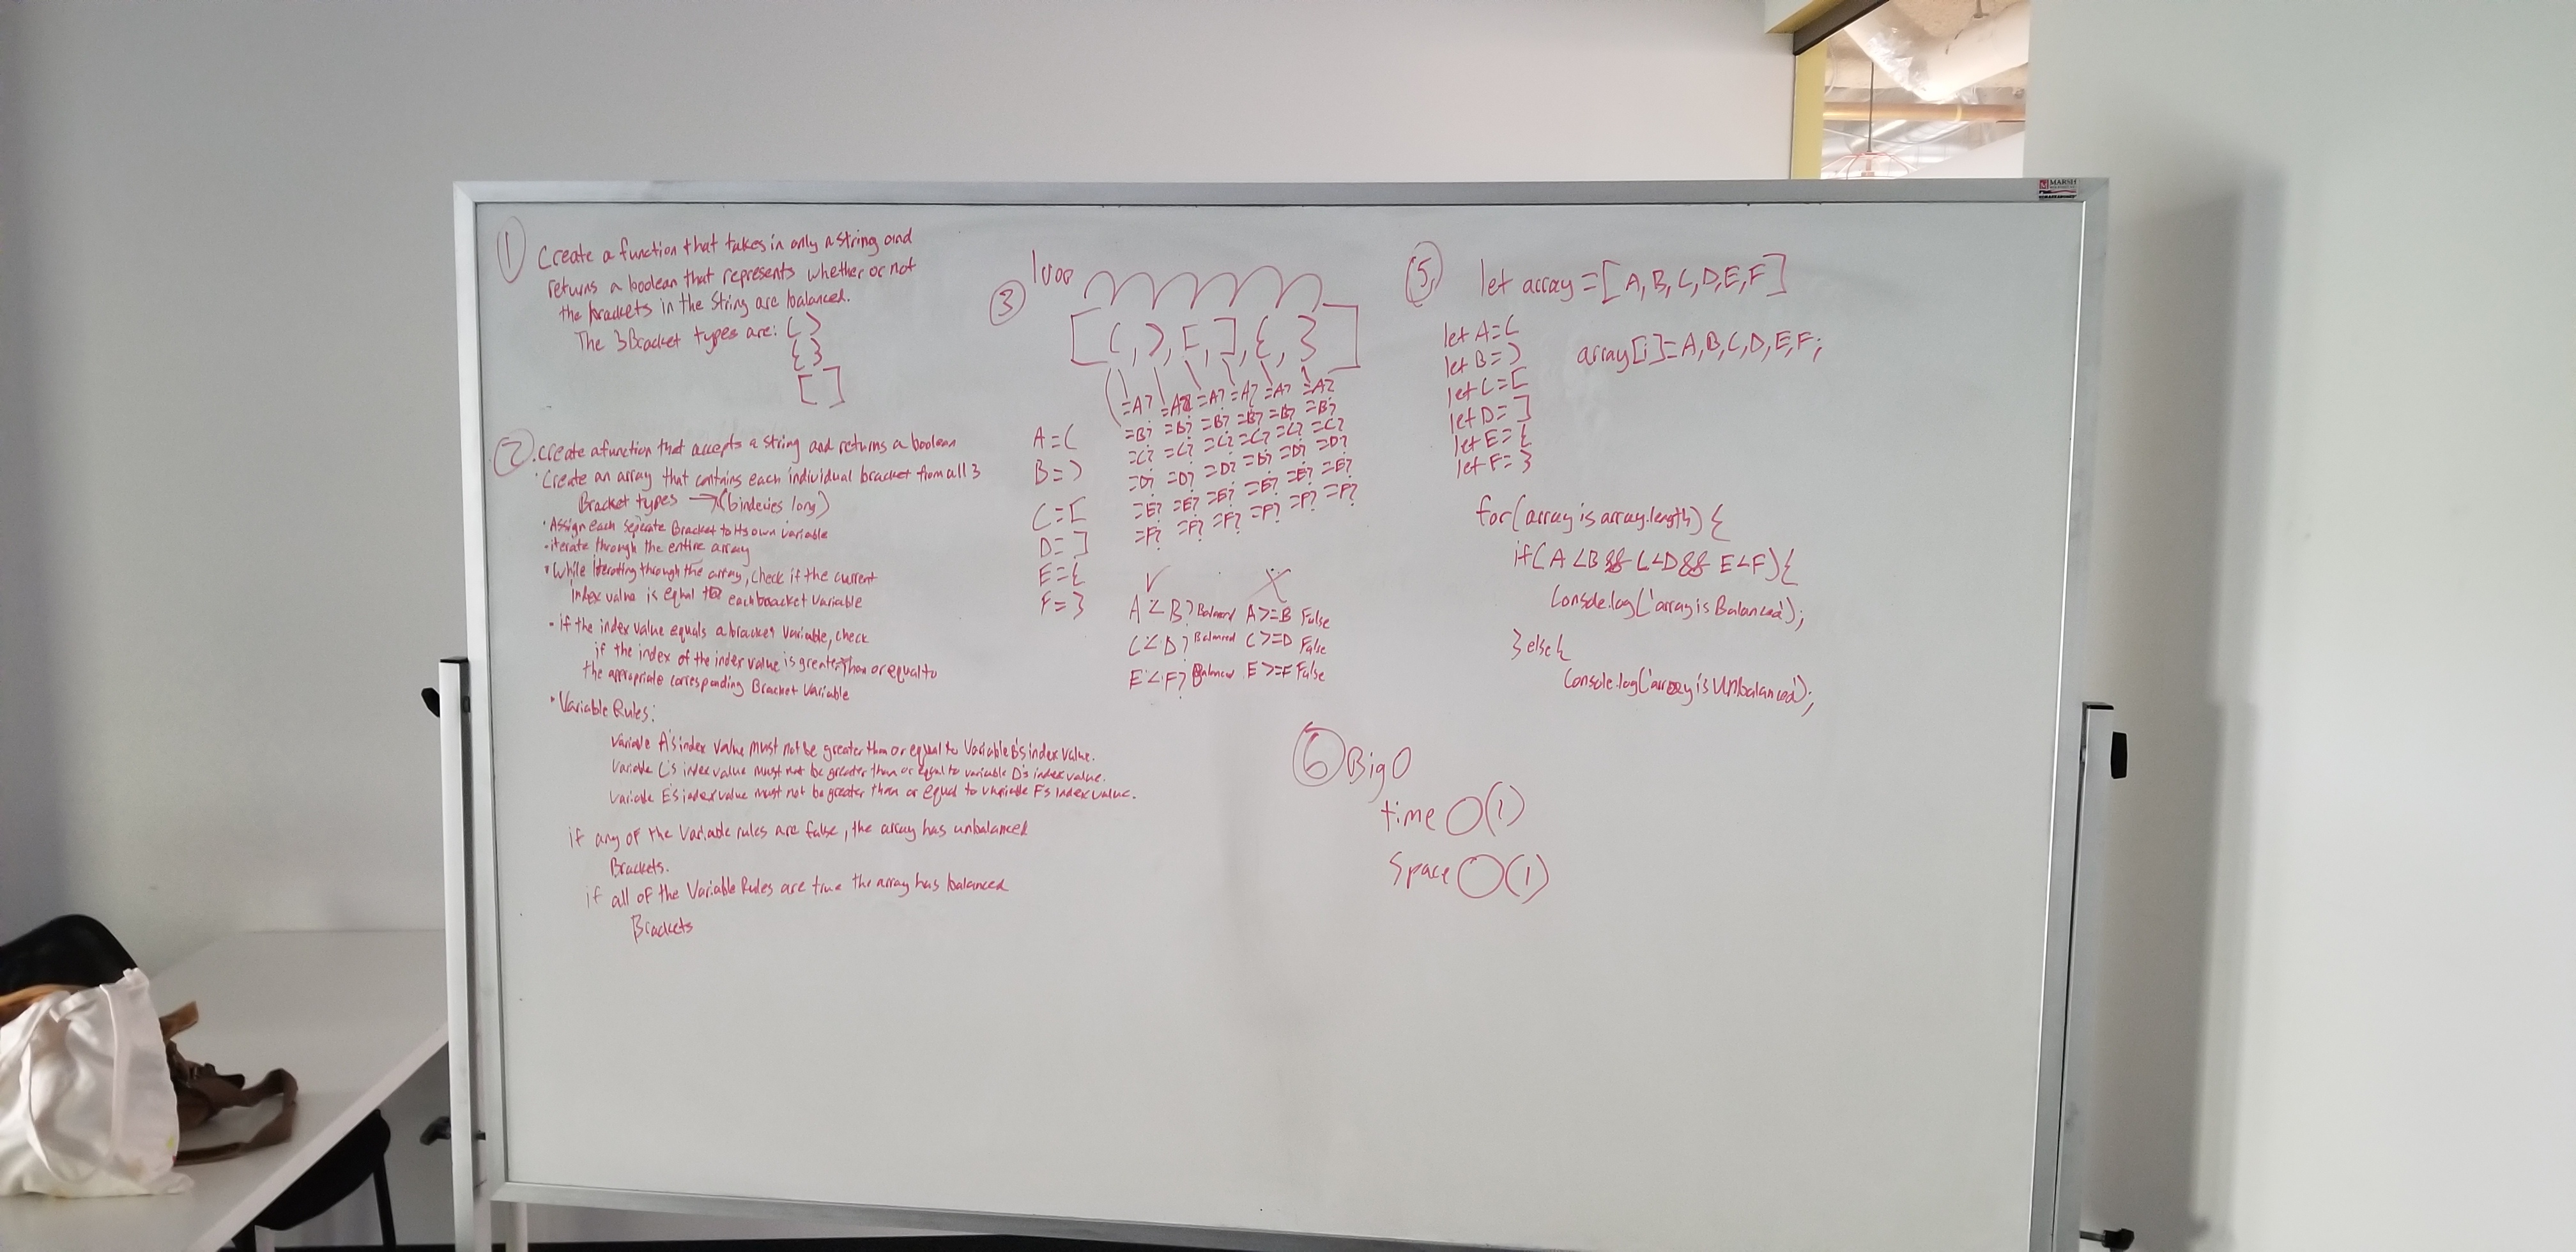 ① Create a function that takes in only a string and
returns a boolean that represents whether or not
the brackets in the string are balanced.
The 3 Bracket types are: ( )
{ }
[ ]
② Create a function that accepts a string and returns a boolean
· Create an array that contains each individual bracket from all 3
Bracket types → (6 indexies long)
· Assign each seperate Bracket to its own variable
· iterate through the entire array
· While iterating through the array, check if the current
index value is equal to each bracket variable
· if the index value equals a bracket variable, check
if the index of the index value is greater than or equal to
the appropriate corresponding Bracket Variable
· Variable Rules:
Variable A's index value must not be greater than or equal to Variable B's index value.
Variable C's index value must not be greater than or equal to variable D's index value.
Variable E's index value must not be greater than or equal to variable F's index value.
if any of the Variable rules are false, the array has unbalanced
Brackets.
if all of the Variable Rules are true the array has balanced
Brackets
③ loop
[ (, ), [, ], {, } ]
=A? =A? =A? =A? =A? =A?
=B? =B? =B? =B? =B? =B?
=C? =C? =C? =C? =C? =C?
=D? =D? =D? =D? =D? =D?
=E? =E? =E? =E? =E? =E?
=F? =F? =F? =F? =F? =F?
A = (
B = )
C = [
D = ]
E = {
F = }
✓ X
A < B? Balanced A >= B False
C < D? Balanced C >= D False
E < F? Balanced E >= F False
⑤ let array = [A, B, C, D, E, F]
let A = (
let B = )
let C = [
let D = ]
let E = {
let F = }
array[i] = A, B, C, D, E, F;
for(array is array.length) {
if(A < B && C < D && E < F) {
Console.log('array is Balanced');
} else {
Console.log('array is Unbalanced');
⑥ Big O
time O(1)
Space O(1)
MARSH